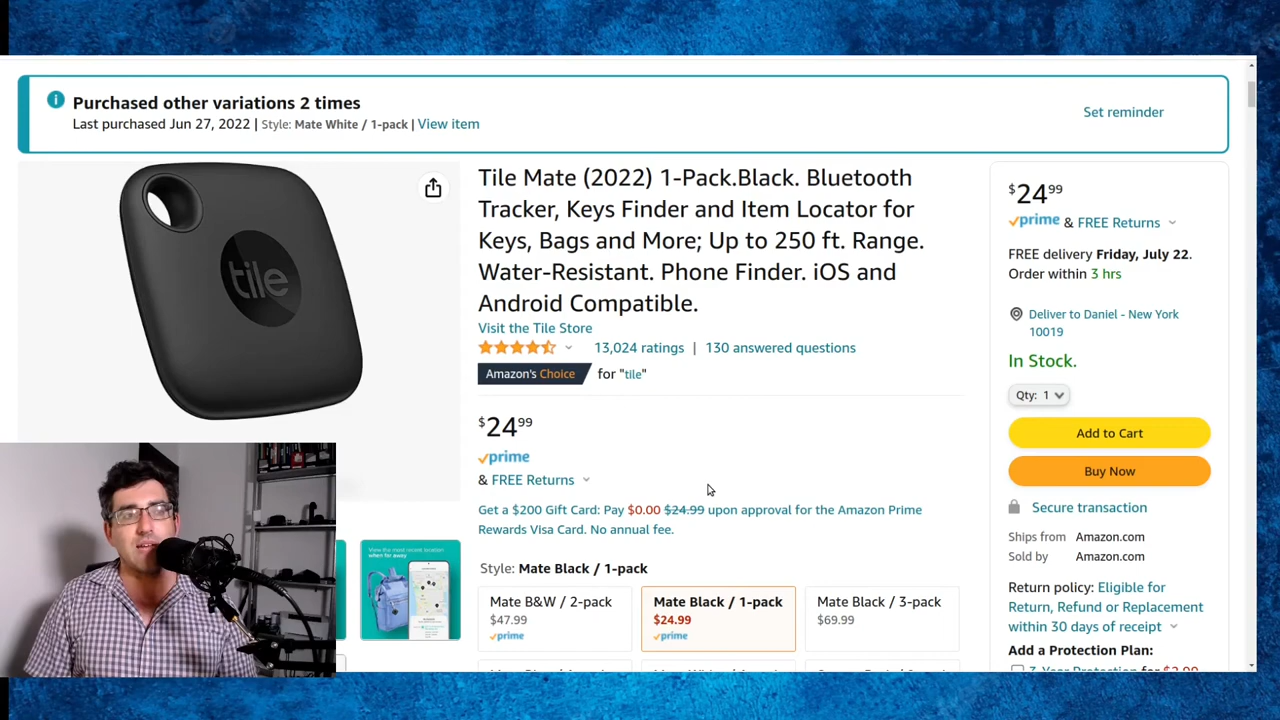 Purchased other variations 2 times
Last purchased Jun 27, 2022 | Style: Mate White / 1-pack | View item
Set reminder
tile
Tile Mate (2022) 1-Pack.Black. Bluetooth
Tracker, Keys Finder and Item Locator for
Keys, Bags and More; Up to 250 ft. Range.
Water-Resistant. Phone Finder. iOS and
Android Compatible.
Visit the Tile Store
13,024 ratings | 130 answered questions
Amazon's Choice for "tile"
$24 99
prime
& FREE Returns
Get a $200 Gift Card: Pay $0.00 $24.99 upon approval for the Amazon Prime
Rewards Visa Card. No annual fee.
Style: Mate Black / 1-pack
Mate B&W / 2-pack
$47.99
prime
Mate Black / 1-pack
$24.99
prime
Mate Black / 3-pack
$69.99
View the most recent location
when far away
$24 99
prime & FREE Returns
FREE delivery Friday, July 22.
Order within 3 hrs
Deliver to Daniel - New York
10019
In Stock.
Qty: 1
Add to Cart
Buy Now
Secure transaction
Ships from Amazon.com
Sold by Amazon.com
Return policy: Eligible for
Return, Refund or Replacement
within 30 days of receipt
Add a Protection Plan: